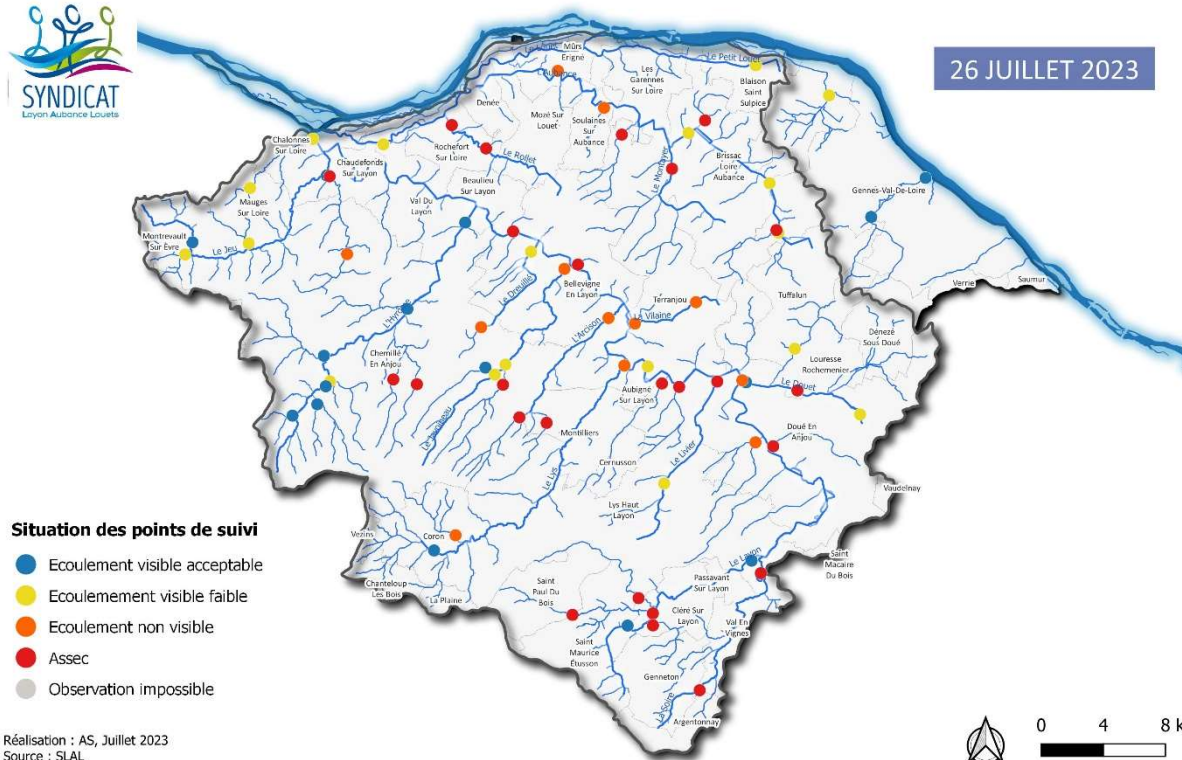 SYNDICAT
Layon Aubance Louets
26 JUILLET 2023
Mûrs
Erigné
Le Petit Louet
Blaison
Saint
Sulpice
Les
Garennes
Sur Loire
Aubance
Denée
Mozé Sur
Louet
Soulaines
Sur
Aubance
Chalonnes
Sur Loire
Chaudefonds
Sur Layon
Rochefort
Sur Loire
Le Rollet
Le Montayer
Brissac
Loire
Aubance
Beaulieu
Sur Layon
Gennes-Val-De-Loire
Mauges
Sur Loire
Val Du
Layon
Montrevault
Sur Èvre
Le Jeu
Bellevigne
En Layon
Terranjou
Tuffalun
Verrie
Saumur
L'Hyrôme
L'Arcison
La Vilaine
Dénezé
Sous Doué
Chemillé
En Anjou
Louresse
Rochemenier
Aubigné
Sur Layon
Le Douet
Montilliers
Doué En
Anjou
Cernusson
Le Livier
Le Lys
Lys Haut
Layon
Vaudelnay
Vezins
Coron
Le Layon
Saint
Macaire
Du Bois
Chanteloup
Les Bois
La Plaine
Saint
Paul Du
Bois
Passavant
Sur Layon
Cléré Sur
Layon
Val En
Vignes
Saint
Maurice
Étusson
Genneton
La Soire
Argentonnay
Situation des points de suivi
Ecoulement visible acceptable
Ecoulemement visible faible
Ecoulement non visible
Assec
Observation impossible
Réalisation : AS, Juillet 2023
Source : SLAL
0 4 8 k